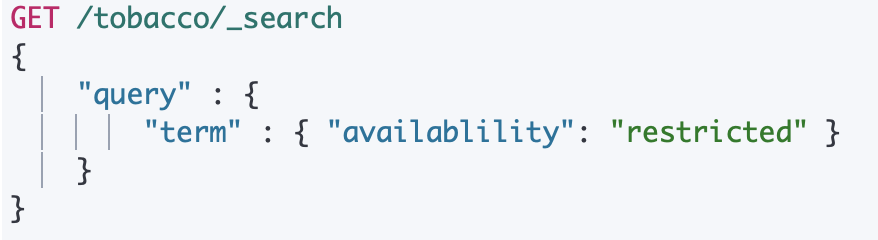 GET /tobacco/_search
{
"query" : {
"term" : { "availablility": "restricted" }
}
}